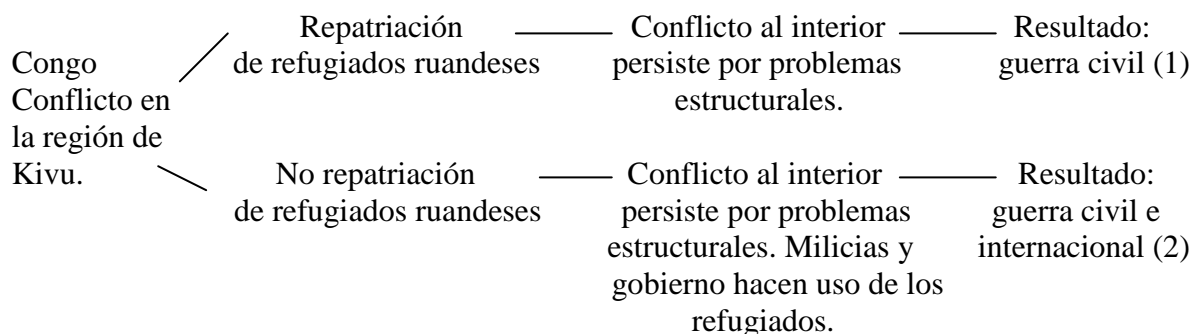 Repatriación Conflicto al interior Resultado:
Congo de refugiados ruandeses persiste por problemas guerra civil (1)
Conflicto en estructurales.
la región de
Kivu. No repatriación Conflicto al interior Resultado:
de refugiados ruandeses persiste por problemas guerra civil e
estructurales. Milicias y internacional (2)
gobierno hacen uso de los
refugiados.